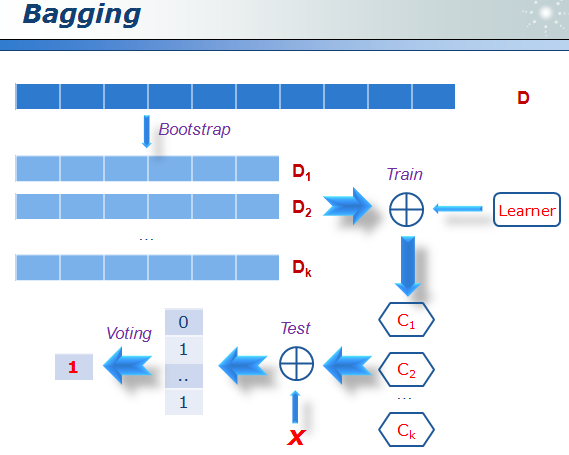 Bagging
D
Bootstrap
D1
Train
D2
Learner
...
Dk
C1
Voting
Test
0
1
1
..
1
C2
...
X
Ck